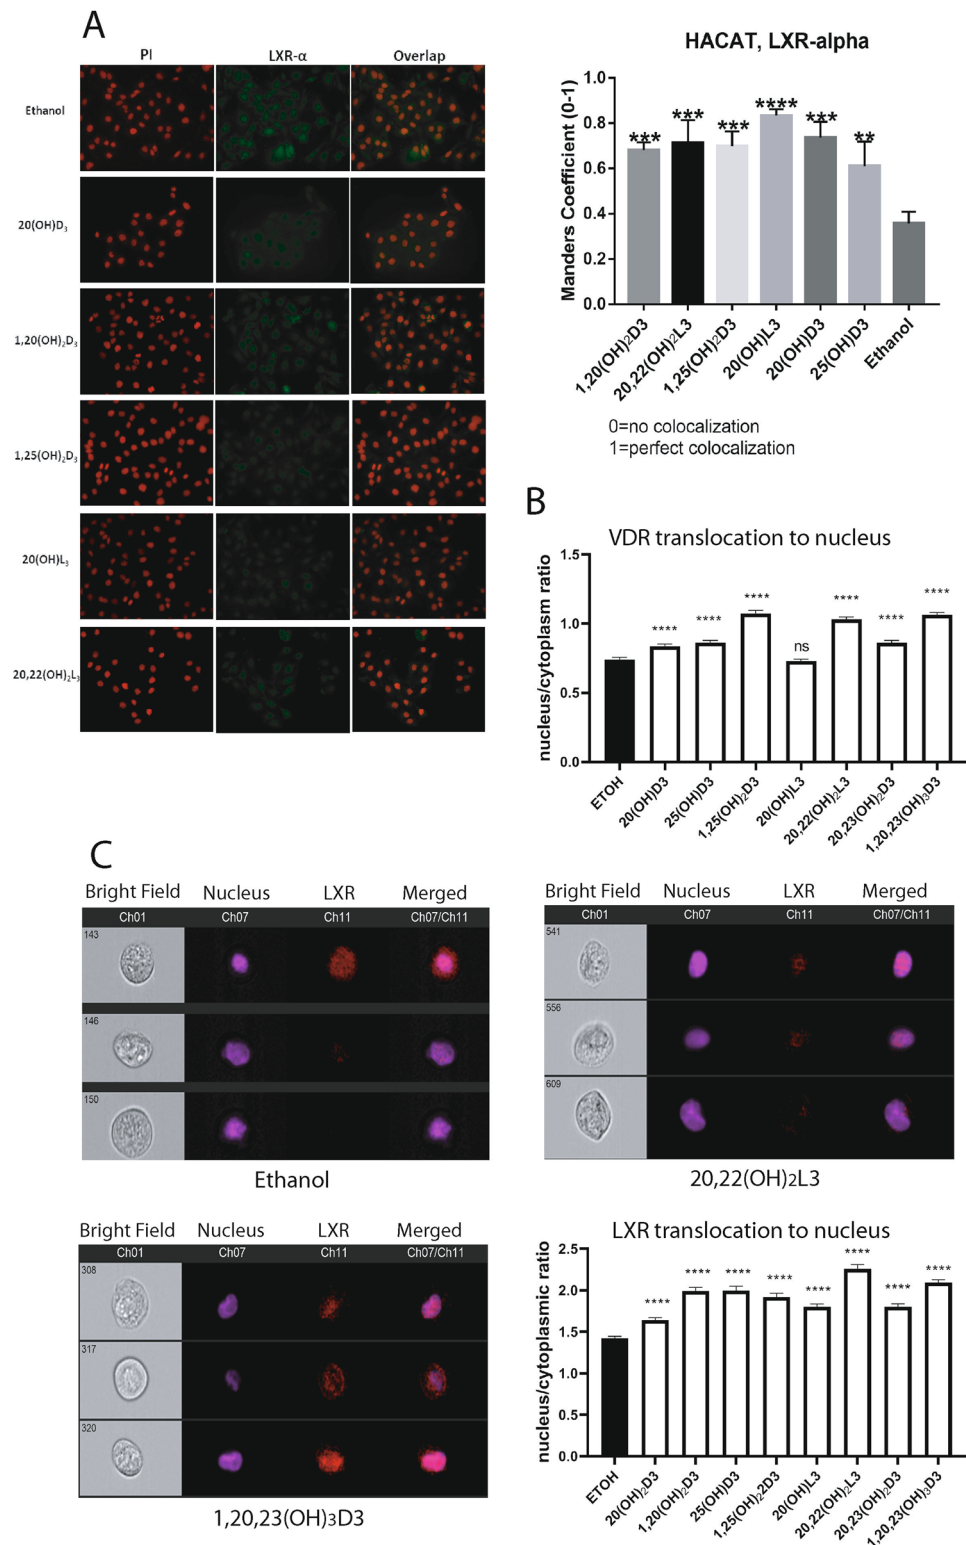 A
PI LXR-α Overlap
Ethanol
20(OH)D₃
1,20(OH)₂D₃
1,25(OH)₂D₃
20(OH)L₃
20,22(OH)₂L₃
HACAT, LXR-alpha
Manders Coefficient (0-1)
1.0
0.8
0.6
0.4
0.2
0.0
*** *** *** **** *** **
1,20(OH)₂D3 20,22(OH)₂L3 1,25(OH)₂D3 20(OH)L3 20(OH)D3 25(OH)D3 Ethanol
0=no colocalization
1=perfect colocalization
B
VDR translocation to nucleus
nucleus/cytoplasm ratio
1.5
1.0
0.5
0.0
**** **** **** ns **** **** ****
ETOH 20(OH)D3 25(OH)D3 1,25(OH)₂D3 20(OH)L3 20,22(OH)₂L3 20,23(OH)₂D3 1,20,23(OH)₃D3
C
Bright Field Nucleus LXR Merged
Ch01 Ch07 Ch11 Ch07/Ch11
143
146
150
Ethanol
Bright Field Nucleus LXR Merged
Ch01 Ch07 Ch11 Ch07/Ch11
541
556
609
20,22(OH)₂L3
Bright Field Nucleus LXR Merged
Ch01 Ch07 Ch11 Ch07/Ch11
308
317
320
1,20,23(OH)₃D3
LXR translocation to nucleus
nucleus/cytoplasmic ratio
2.5
2.0
1.5
1.0
0.5
0.0
**** **** **** **** **** **** **** ****
ETOH 20(OH)₂D3 1,20(OH)₂D3 25(OH)D3 1,25(OH)₂2D3 20(OH)L3 20,22(OH)₂L3 20,23(OH)₂D3 1,20,23(OH)₃D3